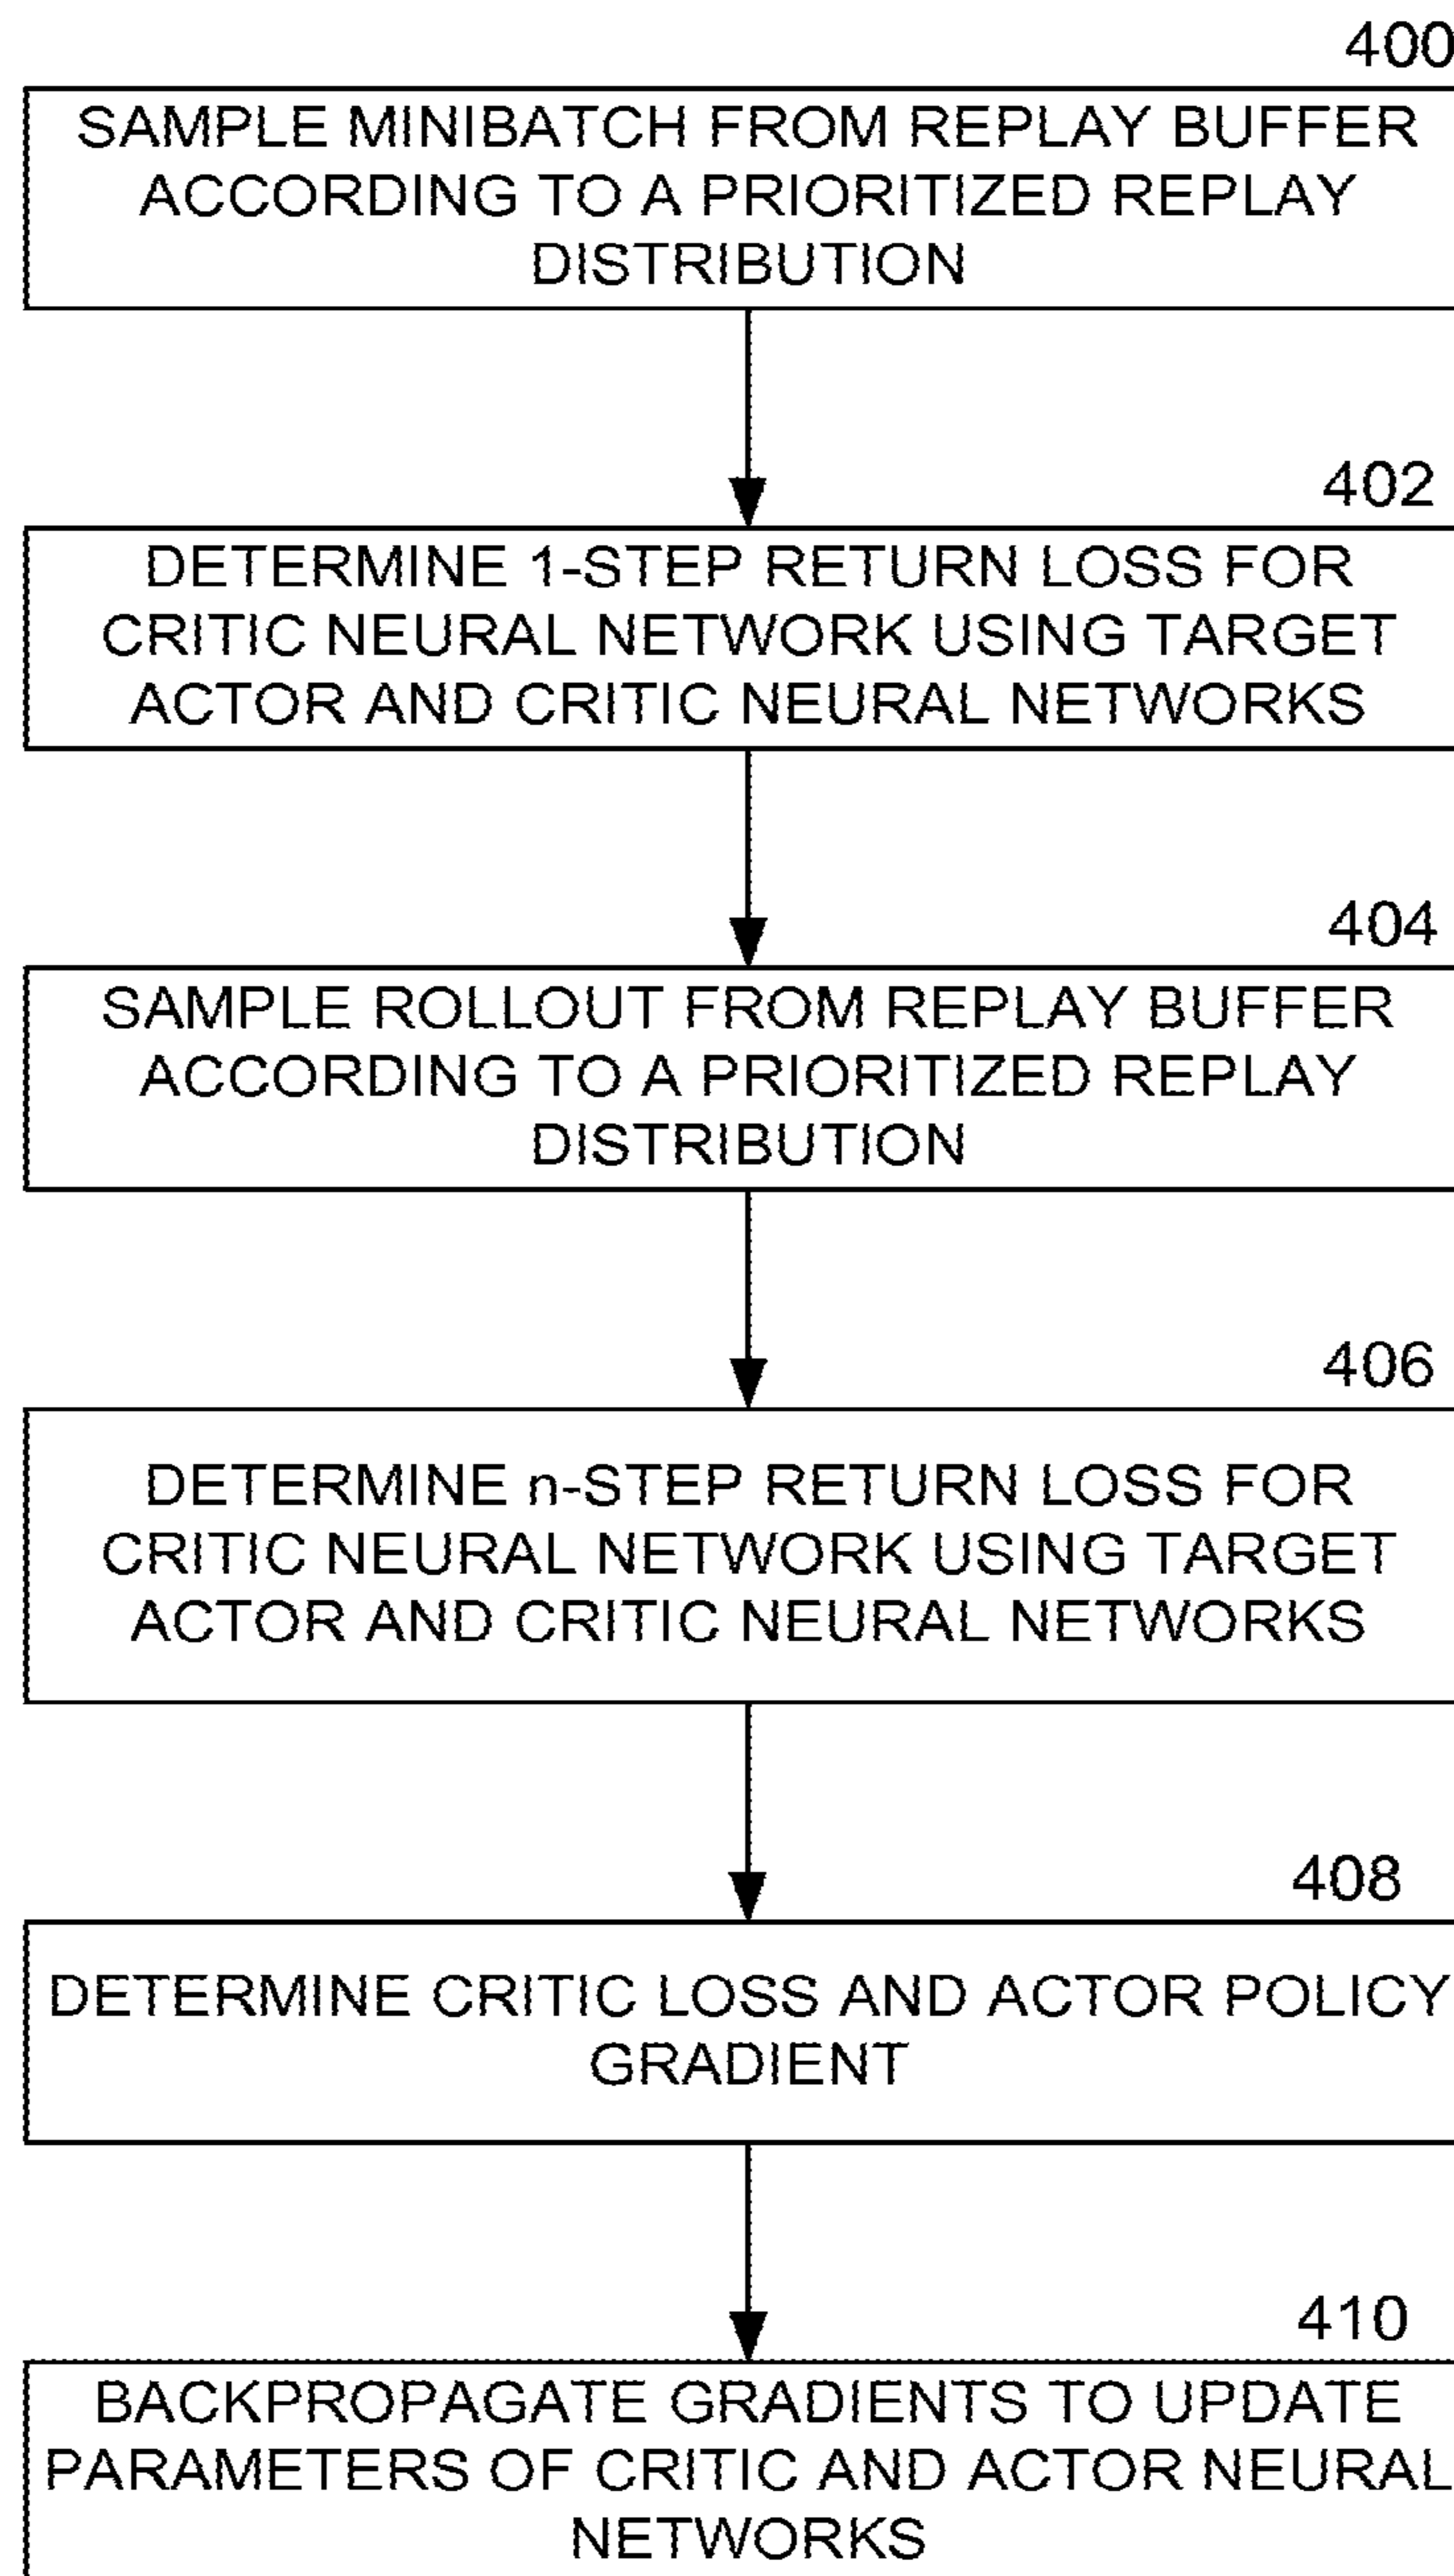 400
SAMPLE MINIBATCH FROM REPLAY BUFFER
ACCORDING TO A PRIORITIZED REPLAY
DISTRIBUTION
402
DETERMINE 1-STEP RETURN LOSS FOR
CRITIC NEURAL NETWORK USING TARGET
ACTOR AND CRITIC NEURAL NETWORKS
404
SAMPLE ROLLOUT FROM REPLAY BUFFER
ACCORDING TO A PRIORITIZED REPLAY
DISTRIBUTION
406
DETERMINE n-STEP RETURN LOSS FOR
CRITIC NEURAL NETWORK USING TARGET
ACTOR AND CRITIC NEURAL NETWORKS
408
DETERMINE CRITIC LOSS AND ACTOR POLICY
GRADIENT
410
BACKPROPAGATE GRADIENTS TO UPDATE
PARAMETERS OF CRITIC AND ACTOR NEURAL
NETWORKS